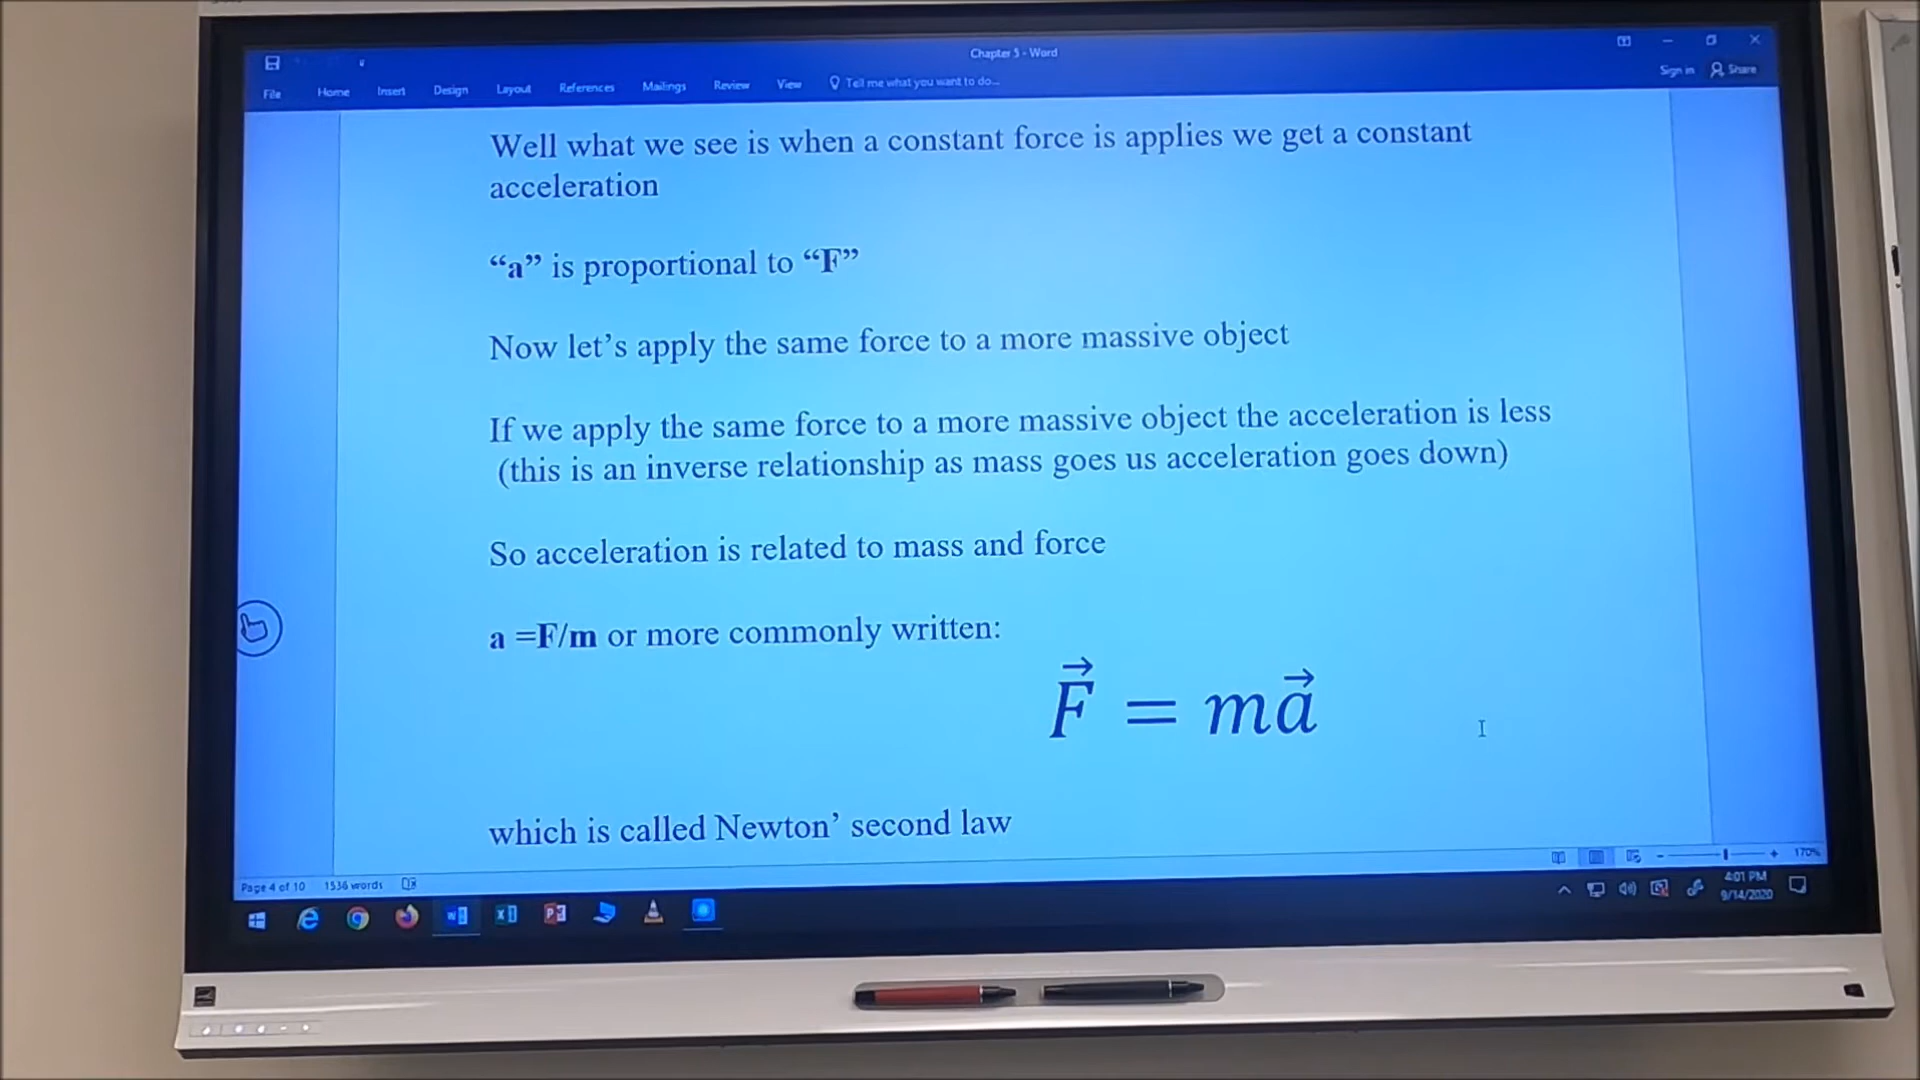 Chapter 5 - Word
Sign in Share
File Home Insert Design Layout References Mailings Review View Tell me what you want to do...
Well what we see is when a constant force is applies we get a constant
acceleration
“a” is proportional to “F”
Now let’s apply the same force to a more massive object
If we apply the same force to a more massive object the acceleration is less
(this is an inverse relationship as mass goes us acceleration goes down)
So acceleration is related to mass and force
a =F/m or more commonly written:
F⃗ = ma⃗
which is called Newton’ second law
Page 4 of 10 1536 words
170%
4:01 PM
9/14/2020